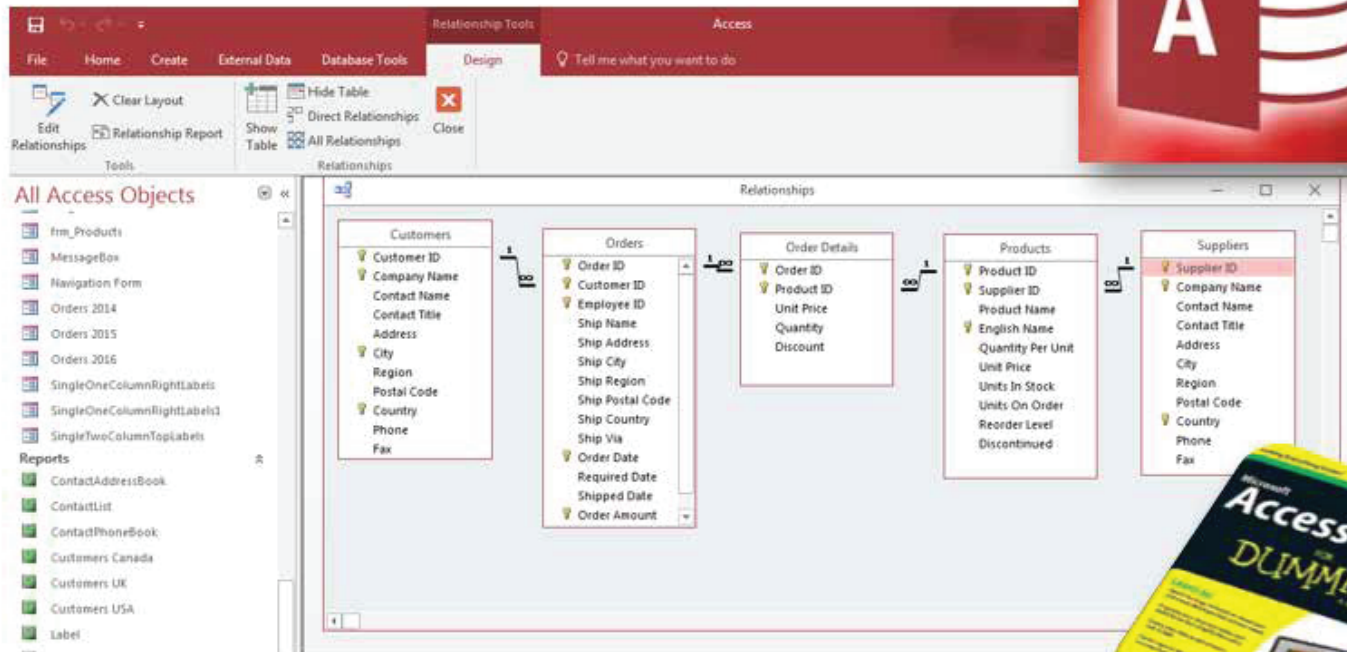 Relationship Tools
Access
A
File Home Create External Data Database Tools Design Tell me what you want to do
Edit Relationships
Clear Layout
Relationship Report
Tools
Show Table
Hide Table
Direct Relationships
All Relationships
Relationships
Close
All Access Objects
frm_Products
MessageBox
Navigation Form
Orders 2014
Orders 2015
Orders 2016
SingleOneColumnRightLabels
SingleOneColumnRightLabels1
SingleTwoColumnTopLabels
Reports
ContactAddressBook
ContactList
ContactPhoneBook
Customers Canada
Customers UK
Customers USA
Label
Relationships
Customers
Customer ID
Company Name
Contact Name
Contact Title
Address
City
Region
Postal Code
Country
Phone
Fax
1 ∞
Orders
Order ID
Customer ID
Employee ID
Ship Name
Ship Address
Ship City
Ship Region
Ship Postal Code
Ship Country
Ship Via
Order Date
Required Date
Shipped Date
Order Amount
1 ∞
Order Details
Order ID
Product ID
Unit Price
Quantity
Discount
∞ 1
Products
Product ID
Supplier ID
Product Name
English Name
Quantity Per Unit
Unit Price
Units In Stock
Units On Order
Reorder Level
Discontinued
∞ 1
Suppliers
Supplier ID
Company Name
Contact Name
Contact Title
Address
City
Region
Postal Code
Country
Phone
Fax
Microsoft
Access
FOR